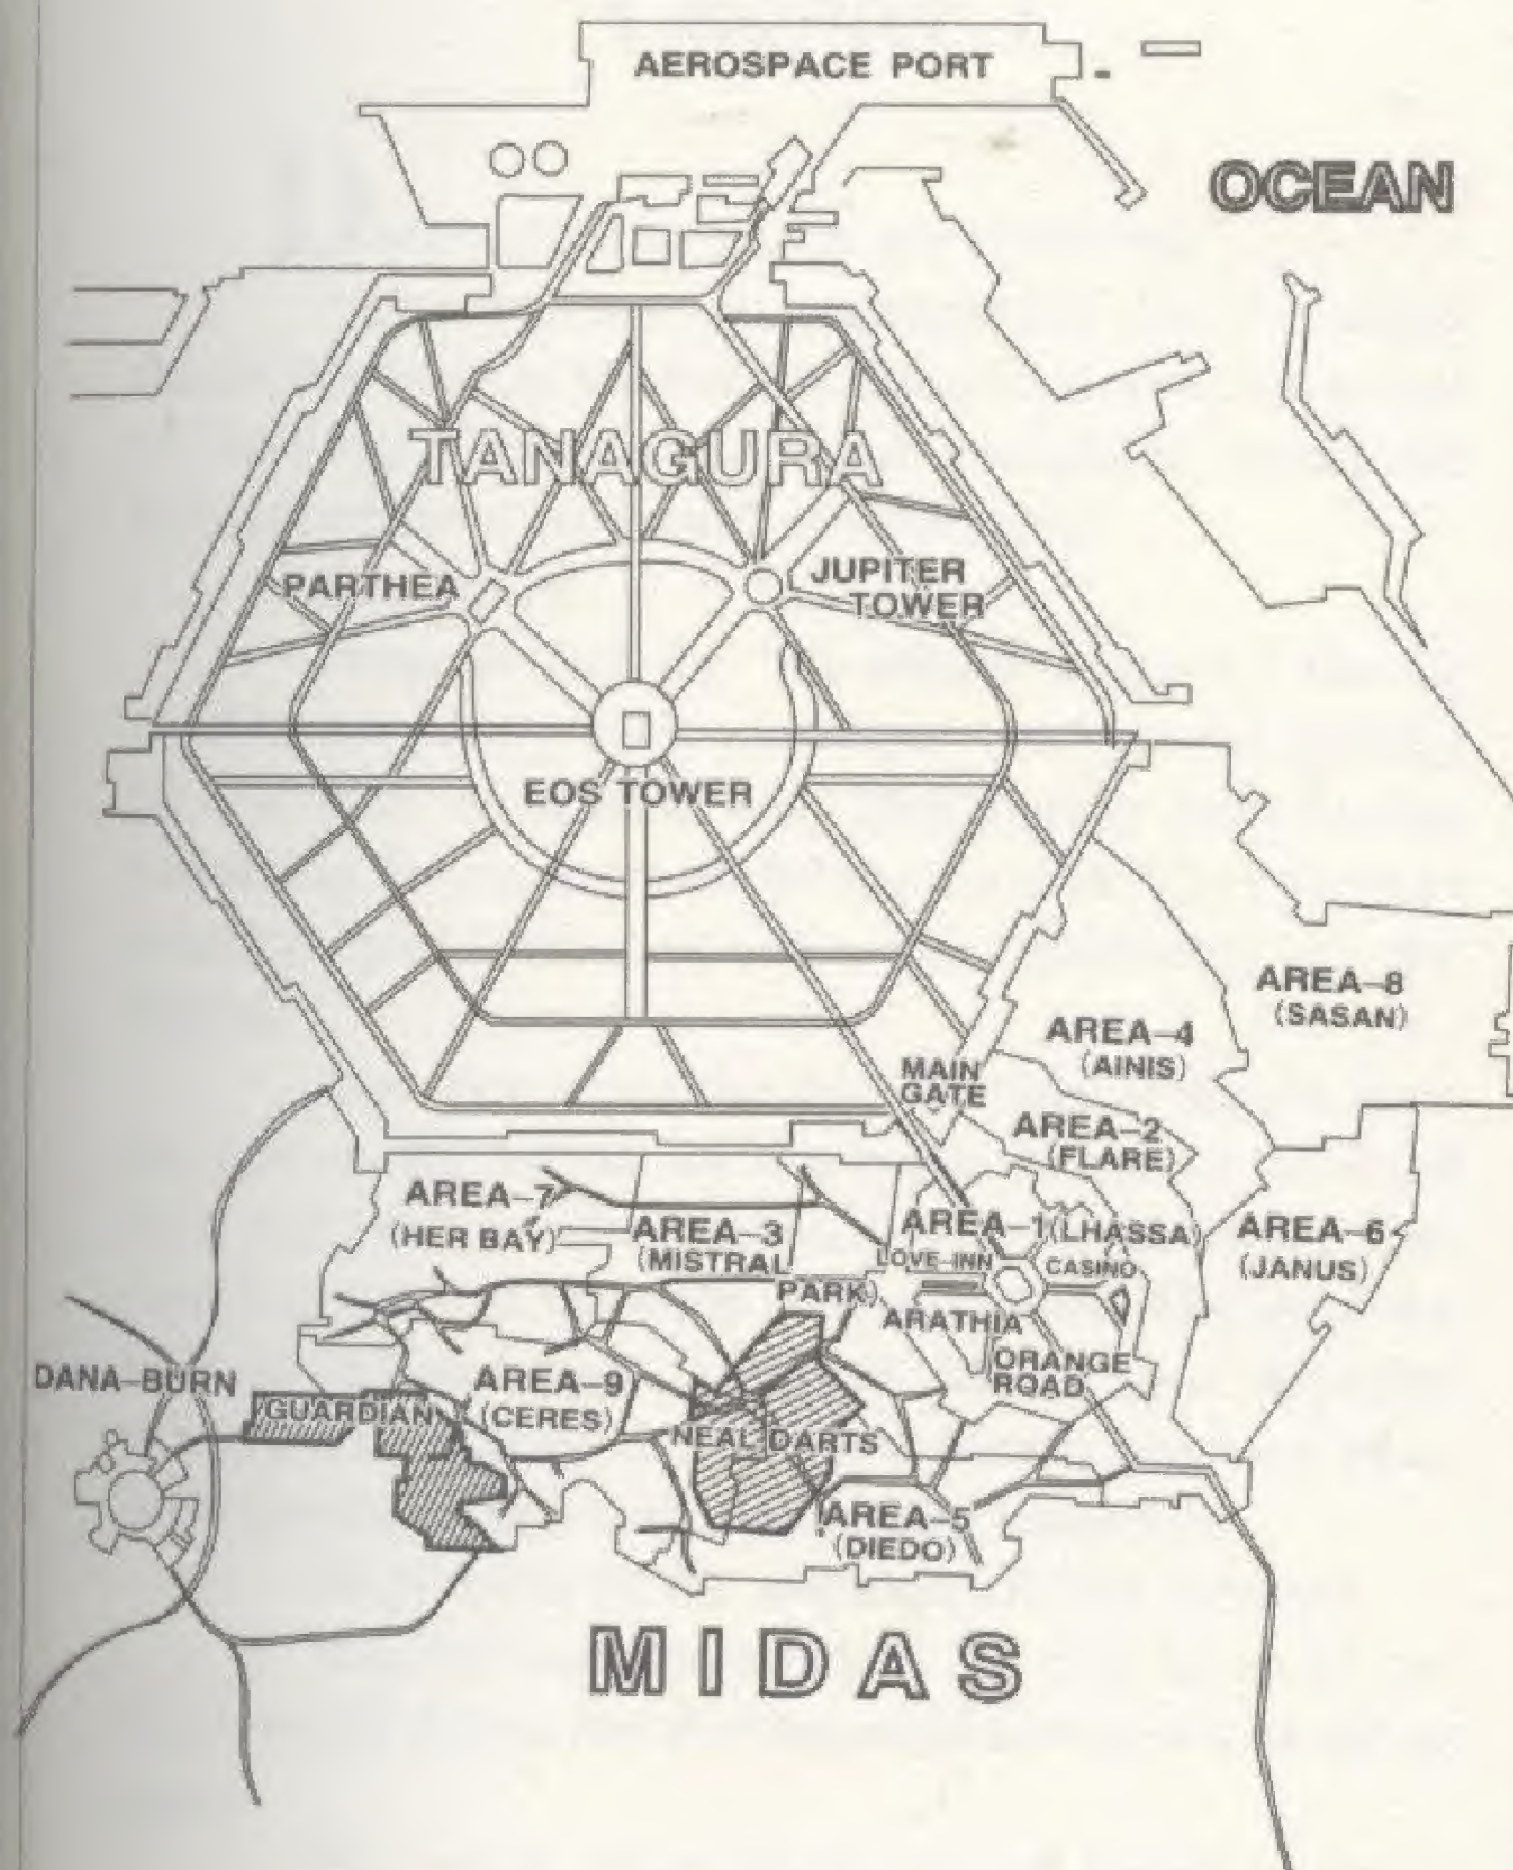 AEROSPACE PORT
OCEAN
TANAGURA
PARTHEA
JUPITER
TOWER
EOS TOWER
AREA-8
(SASAN)
AREA-4
(AINIS)
MAIN
GATE
AREA-2
(FLARE)
AREA-7
(HER BAY)
AREA-3
(MISTRAL
PARK)
AREA-1(LHASSA)
AREA-6
(JANUS)
LOVE-INN
CASINO
ARATHIA
ORANGE
ROAD
DANA-BURN
GUARDIAN
AREA-9
(CERES)
NEAL DARTS
AREA-5
(DIEDO)
MIDAS